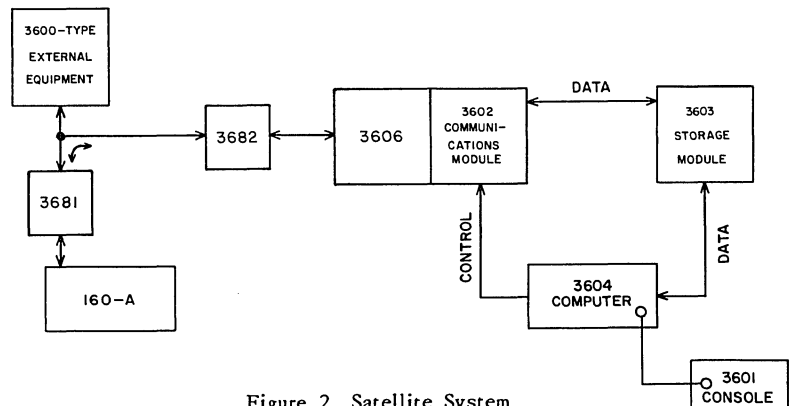 3600-TYPE
EXTERNAL
EQUIPMENT
3682
3606
3602
COMMUNI-
CATIONS
MODULE
DATA
3603
STORAGE
MODULE
3681
160-A
CONTROL
DATA
3604
COMPUTER
3601
CONSOLE
Figure 2. Satellite System